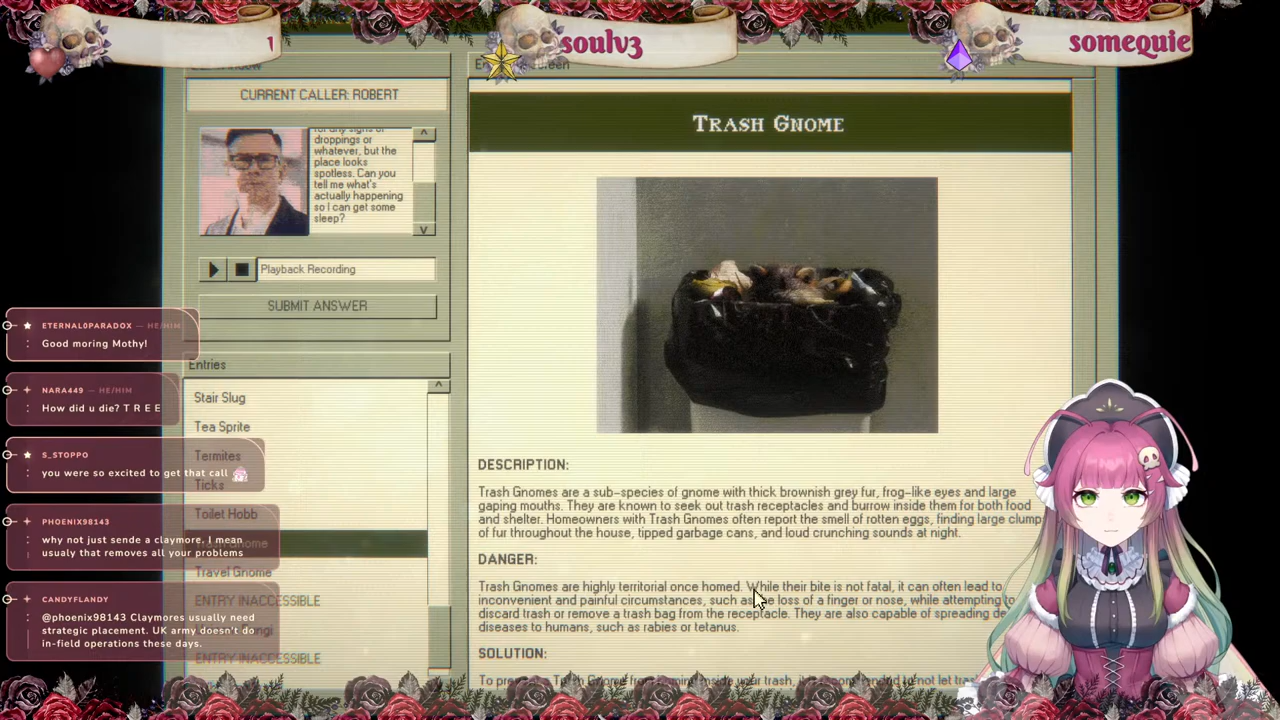 1
soulv3
somequie
CURRENT CALLER: ROBERT
for any signs of
droppings or
whatever, but the
place looks
spotless. Can you
tell me what's
actually happening
so I can get some
sleep?
Playback Recording
SUBMIT ANSWER
Entries
Stair Slug
Tea Sprite
Termites
Ticks
Toilet Hobb
Trash Gnome
Travel Gnome
ENTRY INACCESSIBLE
ENTRY INACCESSIBLE
Trash Gnome
DESCRIPTION:
Trash Gnomes are a sub-species of gnome with thick brownish grey fur, frog-like eyes and large
gaping mouths. They are known to seek out trash receptacles and burrow inside them for both food
and shelter. Homeowners with Trash Gnomes often report the smell of rotten eggs, finding large clump
of fur throughout the house, tipped garbage cans, and loud crunching sounds at night.
DANGER:
Trash Gnomes are highly territorial once homed. While their bite is not fatal, it can often lead to
inconvenient and painful circumstances, such as the loss of a finger or nose, while attempting to
discard trash or remove a trash bag from the receptacle. They are also capable of spreading de
diseases to humans, such as rabies or tetanus.
SOLUTION:
ETERNAL0PARADOX — HE/HIM
Good moring Mothy!
NARA449 — HE/HIM
How did u die? T R E E
S_STOPPO
you were so excited to get that call
PHOENIX98143
why not just sende a claymore, I mean
usualy that removes all your problems
CANDYFLANDY
@phoenix98143 Claymores usually need
strategic placement. UK army doesn't do
in-field operations these days.